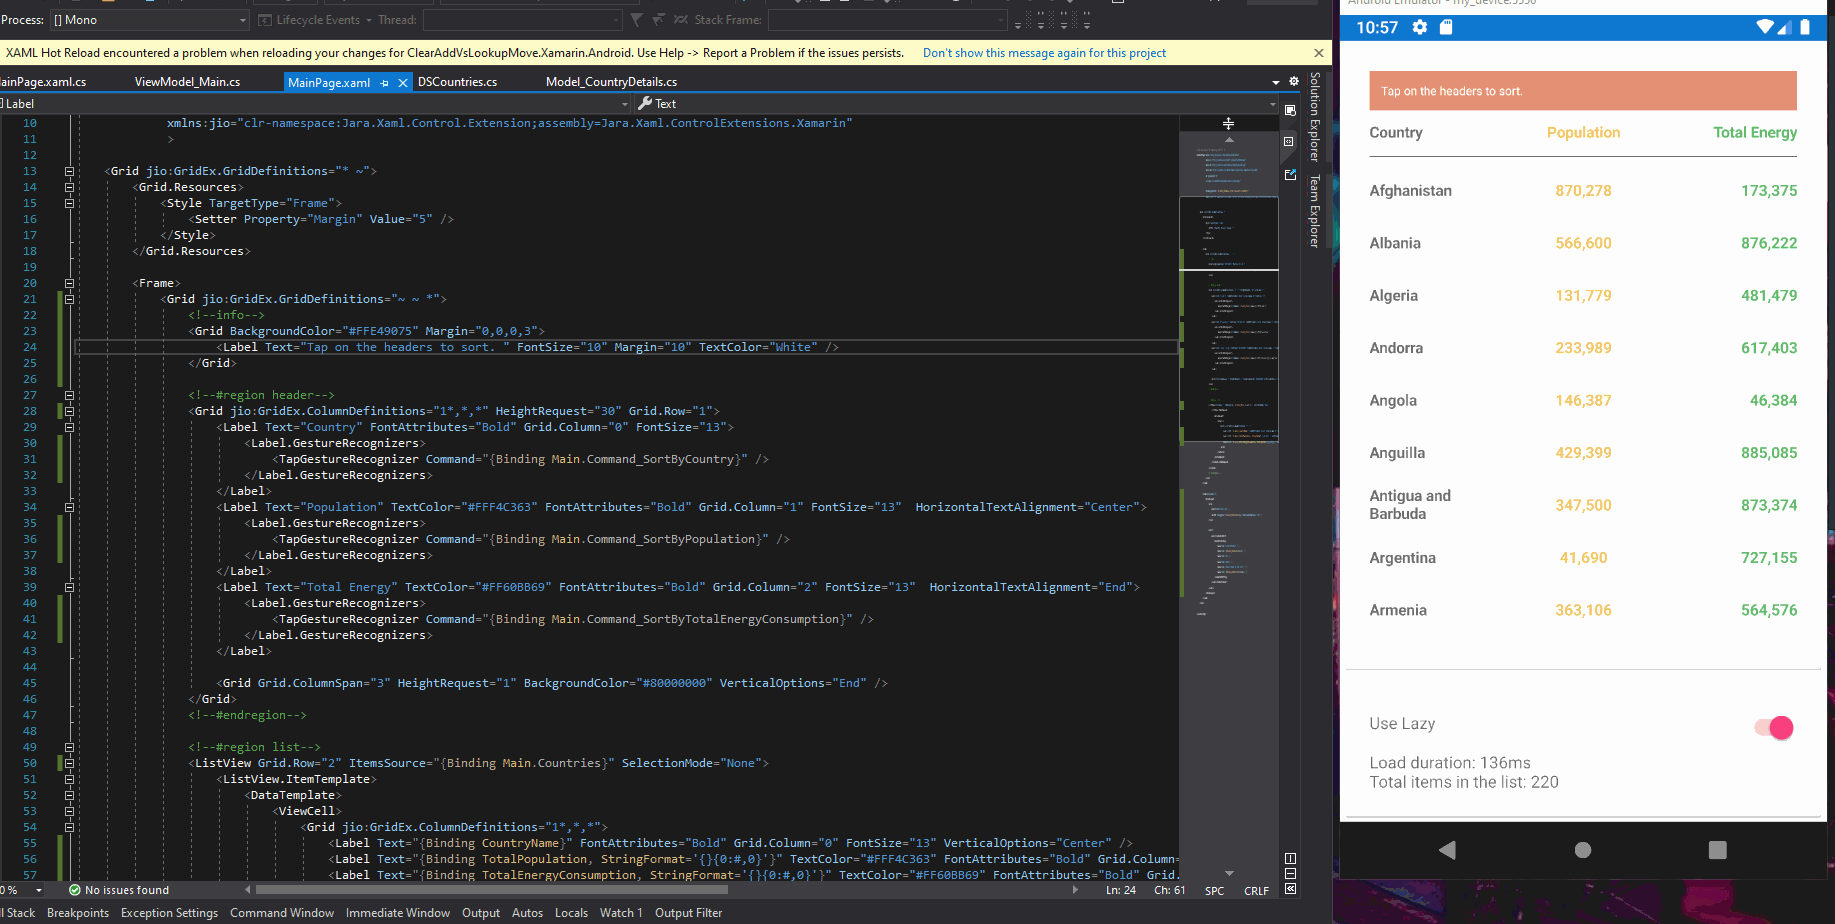 Android Emulator - my_device:5556
Process: [] Mono Lifecycle Events Thread: Stack Frame:
XAML Hot Reload encountered a problem when reloading your changes for ClearAddVsLookupMove.Xamarin.Android. Use Help -> Report a Problem if the issues persists. Don't show this message again for this project
ainPage.xaml.cs ViewModel_Main.cs MainPage.xaml DSCountries.cs Model_CountryDetails.cs
Label Text
10 xmlns:jio="clr-namespace:Jara.Xaml.Control.Extension;assembly=Jara.Xaml.ControlExtensions.Xamarin"
11 >
12
13 <Grid jio:GridEx.GridDefinitions="* ~">
14 <Grid.Resources>
15 <Style TargetType="Frame">
16 <Setter Property="Margin" Value="5" />
17 </Style>
18 </Grid.Resources>
19
20 <Frame>
21 <Grid jio:GridEx.GridDefinitions="~ ~ *">
22 <!--info-->
23 <Grid BackgroundColor="#FFE49075" Margin="0,0,0,3">
24 <Label Text="Tap on the headers to sort. " FontSize="10" Margin="10" TextColor="White" />
25 </Grid>
26
27 <!--#region header-->
28 <Grid jio:GridEx.ColumnDefinitions="1*,*,*" HeightRequest="30" Grid.Row="1">
29 <Label Text="Country" FontAttributes="Bold" Grid.Column="0" FontSize="13">
30 <Label.GestureRecognizers>
31 <TapGestureRecognizer Command="{Binding Main.Command_SortByCountry}" />
32 </Label.GestureRecognizers>
33 </Label>
34 <Label Text="Population" TextColor="#FFF4C363" FontAttributes="Bold" Grid.Column="1" FontSize="13"  HorizontalTextAlignment="Center">
35 <Label.GestureRecognizers>
36 <TapGestureRecognizer Command="{Binding Main.Command_SortByPopulation}" />
37 </Label.GestureRecognizers>
38 </Label>
39 <Label Text="Total Energy" TextColor="#FF60BB69" FontAttributes="Bold" Grid.Column="2" FontSize="13"  HorizontalTextAlignment="End">
40 <Label.GestureRecognizers>
41 <TapGestureRecognizer Command="{Binding Main.Command_SortByTotalEnergyConsumption}" />
42 </Label.GestureRecognizers>
43 </Label>
44
45 <Grid Grid.ColumnSpan="3" HeightRequest="1" BackgroundColor="#80000000" VerticalOptions="End" />
46 </Grid>
47 <!--#endregion-->
48
49 <!--#region list-->
50 <ListView Grid.Row="2" ItemsSource="{Binding Main.Countries}" SelectionMode="None">
51 <ListView.ItemTemplate>
52 <DataTemplate>
53 <ViewCell>
54 <Grid jio:GridEx.ColumnDefinitions="1*,*,*">
55 <Label Text="{Binding CountryName}" FontAttributes="Bold" Grid.Column="0" FontSize="13" VerticalOptions="Center" />
56 <Label Text="{Binding TotalPopulation, StringFormat='{}{0:#,0}'}" TextColor="#FFF4C363" FontAttributes="Bold" Grid.Column=
57 <Label Text="{Binding TotalEnergyConsumption, StringFormat='{}{0:#,0}'}" TextColor="#FF60BB69" FontAttributes="Bold" Grid.
0 % No issues found Ln: 24 Ch: 61 SPC CRLF
ll Stack Breakpoints Exception Settings Command Window Immediate Window Output Autos Locals Watch 1 Output Filter
Solution Explorer
Team Explorer
10:57
Tap on the headers to sort.
Country Population Total Energy
Afghanistan 870,278 173,375
Albania 566,600 876,222
Algeria 131,779 481,479
Andorra 233,989 617,403
Angola 146,387 46,384
Anguilla 429,399 885,085
Antigua and
Barbuda 347,500 873,374
Argentina 41,690 727,155
Armenia 363,106 564,576
Use Lazy
Load duration: 136ms
Total items in the list: 220